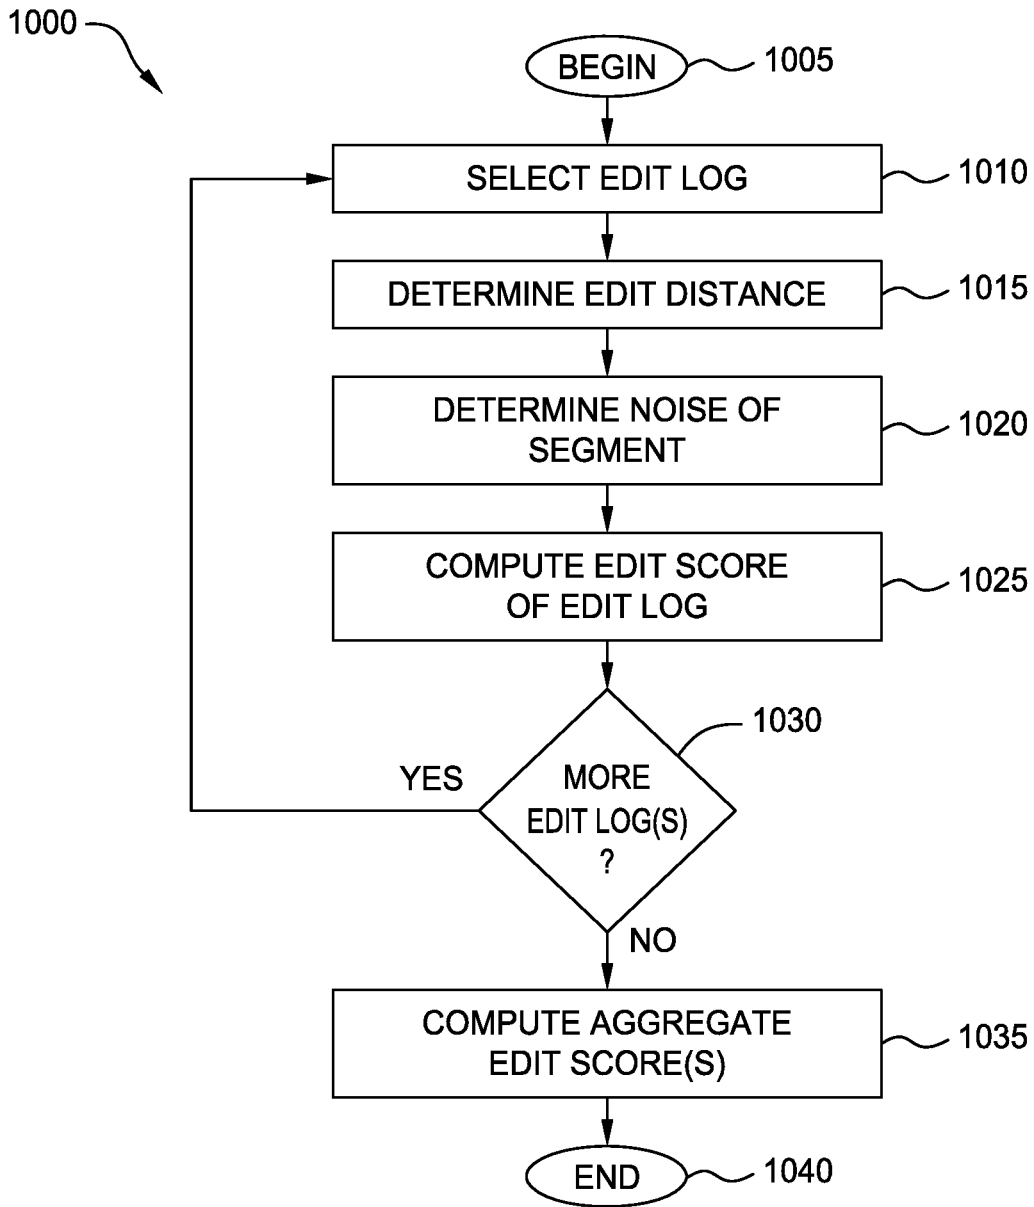 1000
BEGIN
1005
SELECT EDIT LOG
1010
DETERMINE EDIT DISTANCE
1015
DETERMINE NOISE OF
SEGMENT
1020
COMPUTE EDIT SCORE
OF EDIT LOG
1025
1030
YES
MORE
EDIT LOG(S)
?
NO
COMPUTE AGGREGATE
EDIT SCORE(S)
1035
END
1040